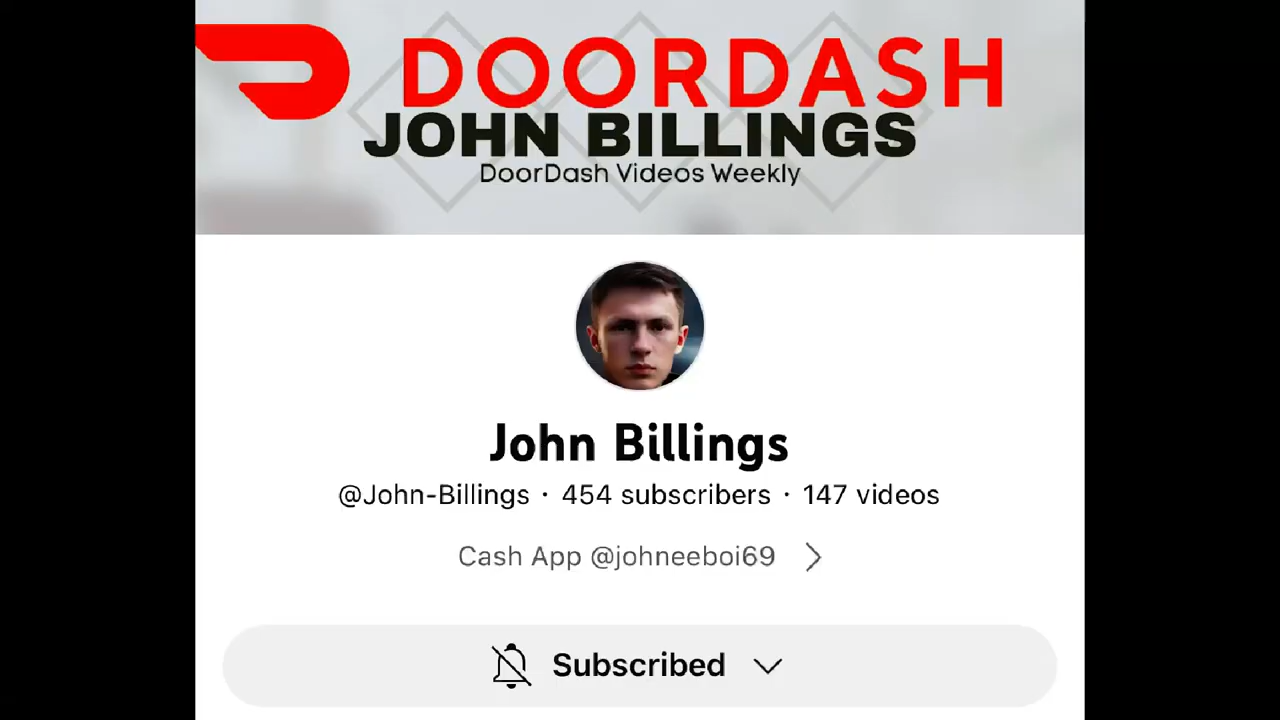 DOORDASH
JOHN BILLINGS
DoorDash Videos Weekly
John Billings
@John-Billings · 454 subscribers · 147 videos
Cash App @johneeboi69
Subscribed